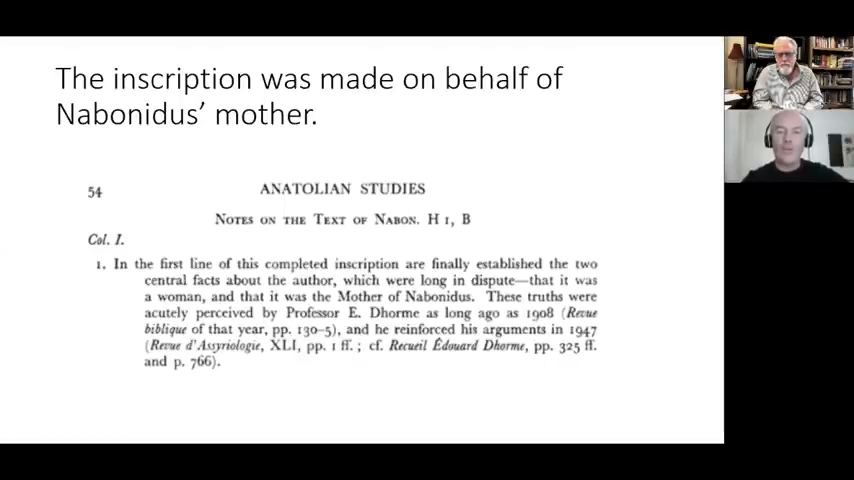 The inscription was made on behalf of
Nabonidus’ mother.
54
ANATOLIAN STUDIES
NOTES ON THE TEXT OF NABON. H 1, B
Col. I.
1. In the first line of this completed inscription are finally established the two
central facts about the author, which were long in dispute—that it was
a woman, and that it was the Mother of Nabonidus. These truths were
acutely perceived by Professor E. Dhorme as long ago as 1908 (Revue
biblique of that year, pp. 130-5), and he reinforced his arguments in 1947
(Revue d'Assyriologie, XLI, pp. 1 ff. ; cf. Recueil Édouard Dhorme, pp. 325 ff.
and p. 766).